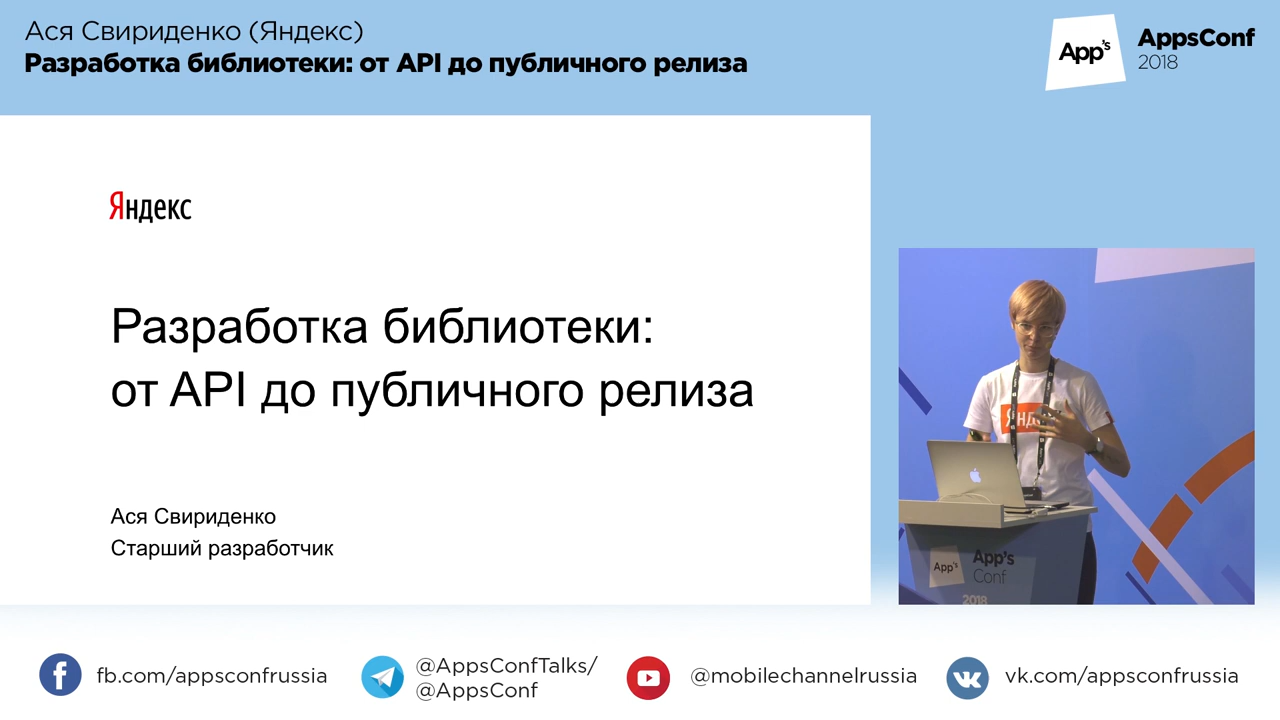 Ася Свириденко (Яндекс)
Разработка библиотеки: от API до публичного релиза
App's
AppsConf
2018
Яндекс
Разработка библиотеки:
от API до публичного релиза
Ася Свириденко
Старший разработчик
App's
App's
Conf
2018
fb.com/appsconfrussia
@AppsConfTalks/
@AppsConf
@mobilechannelrussia
vk.com/appsconfrussia